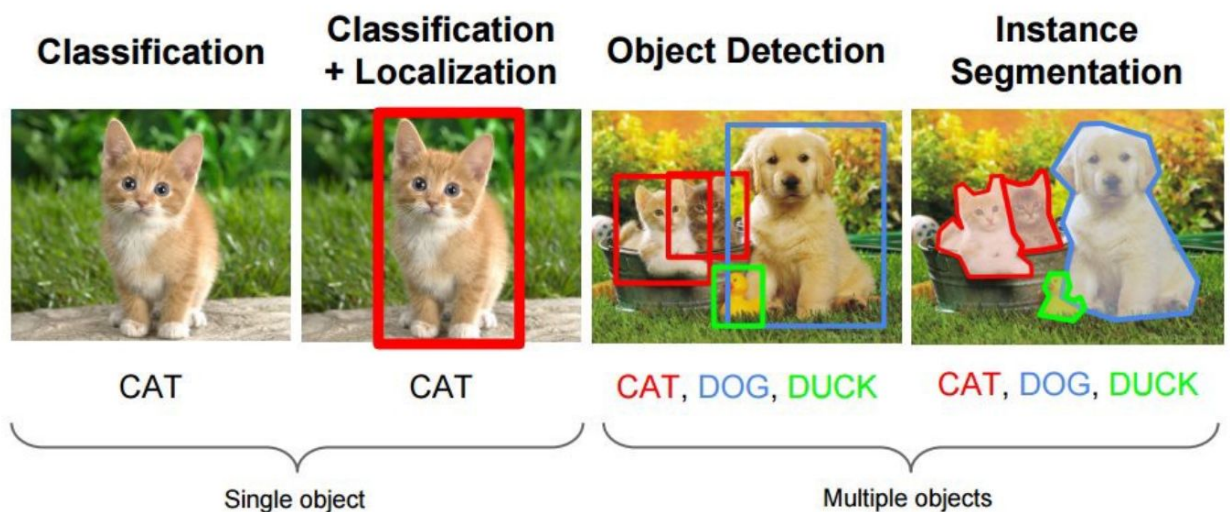 Classification
Classification
+ Localization
Object Detection
Instance
Segmentation
CAT
CAT
CAT, DOG, DUCK
CAT, DOG, DUCK
Single object
Multiple objects